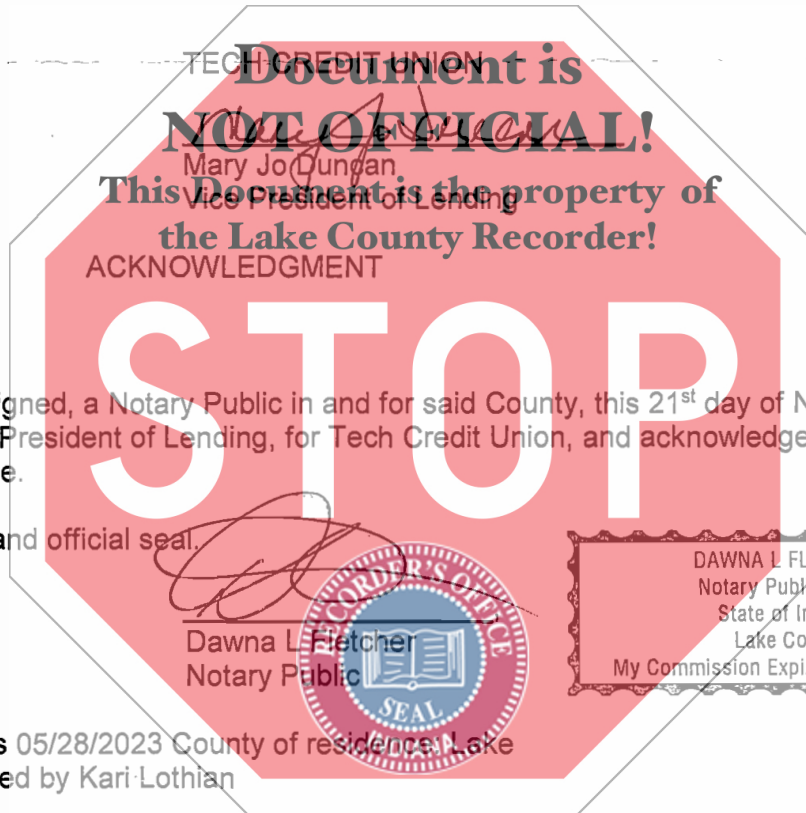 TECH CREDIT UNION
Document is
NOT OFFICIAL!
Mary Jo Dungan
Vice President of Lending
This Document is the property of
the Lake County Recorder!
ACKNOWLEDGMENT
STOP
igned, a Notary Public in and for said County, this 21st day of N
President of Lending, for Tech Credit Union, and acknowledge
e.
and official seal.
DAWNA L FL
Notary Publ
State of I
Lake Co
My Commission Expi
Dawna L Fletcher
Notary Public
RECORDER'S OFFICE
SEAL
INDIANA
s 05/28/2023 County of residence: Lake
ed by Kari Lothian